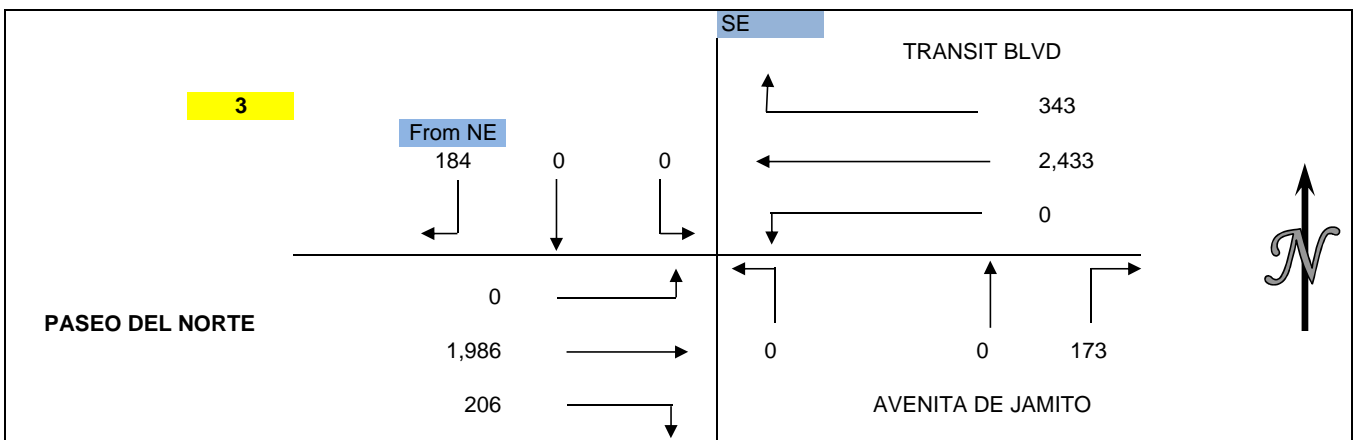 SE
TRANSIT BLVD
3
343
From NE
184 0 0
2,433
0
N
0
PASEO DEL NORTE
1,986
0 0 173
206
AVENITA DE JAMITO